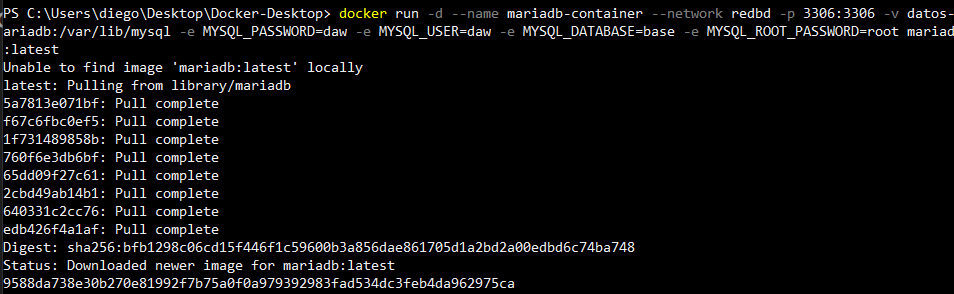 PS C:\Users\diego\Desktop\Docker-Desktop> docker run -d --name mariadb-container --network redbd -p 3306:3306 -v datos-
ariadb:/var/lib/mysql -e MYSQL_PASSWORD=daw -e MYSQL_USER=daw -e MYSQL_DATABASE=base -e MYSQL_ROOT_PASSWORD=root mariad
:latest
Unable to find image 'mariadb:latest' locally
latest: Pulling from library/mariadb
5a7813e071bf: Pull complete
f67c6fbc0ef5: Pull complete
1f731489858b: Pull complete
760f6e3db6bf: Pull complete
65dd09f27c61: Pull complete
2cbd49ab14b1: Pull complete
640331c2cc76: Pull complete
edb426f4a1af: Pull complete
Digest: sha256:bfb1298c06cd15f446f1c59600b3a856dae861705d1a2bd2a00edbd6c74ba748
Status: Downloaded newer image for mariadb:latest
9588da738e30b270e81992f7b75a0f0a979392983fad534dc3feb4da962975ca